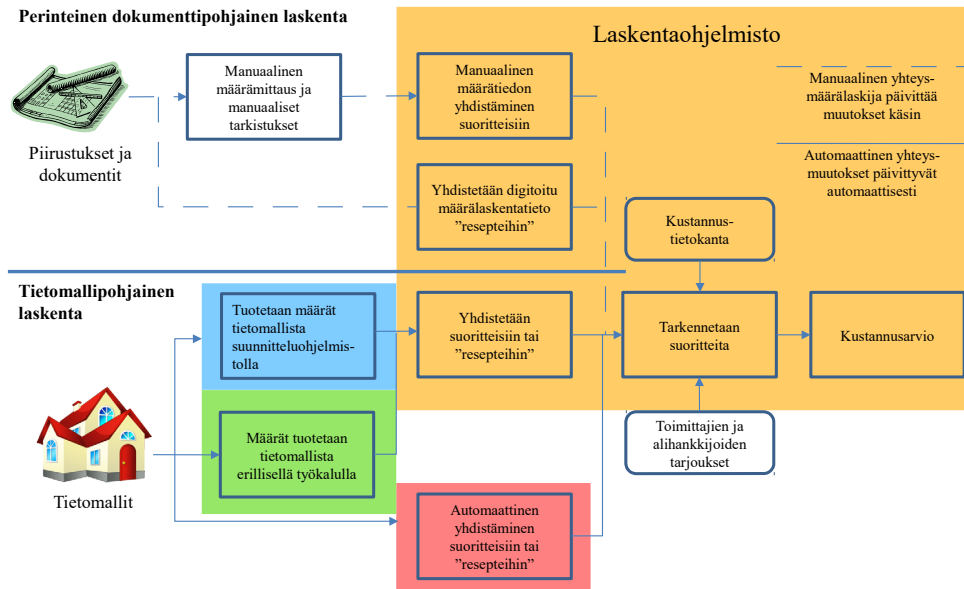 Perinteinen dokumenttipohjainen laskenta
Laskentaohjelmisto
Manuaalinen
määrämittaus ja
manuaaliset
tarkistukset
Manuaalinen
määrätiedon
yhdistäminen
suoritteisiin
Manuaalinen yhteys-
määrälaskija päivittää
muutokset käsin
Piirustukset ja
dokumentit
Automaattinen yhteys-
muutokset päivittyvät
automaattisesti
Yhdistetään digitoitu
määrälaskentatieto
”resepteihin”
Kustannus-
tietokanta
Tietomallipohjainen
laskenta
Tuotetaan määrät
tietomallista
suunnitteluohjelmis-
tolla
Yhdistetään
suoritteisiin tai
”resepteihin”
Tarkennetaan
suoritteita
Kustannusarvio
Määrät tuotetaan
tietomallista
erillisellä työkalulla
Toimittajien ja
alihankkijoiden
tarjoukset
Tietomallit
Automaattinen
yhdistäminen
suoritteisiin tai
”resepteihin”